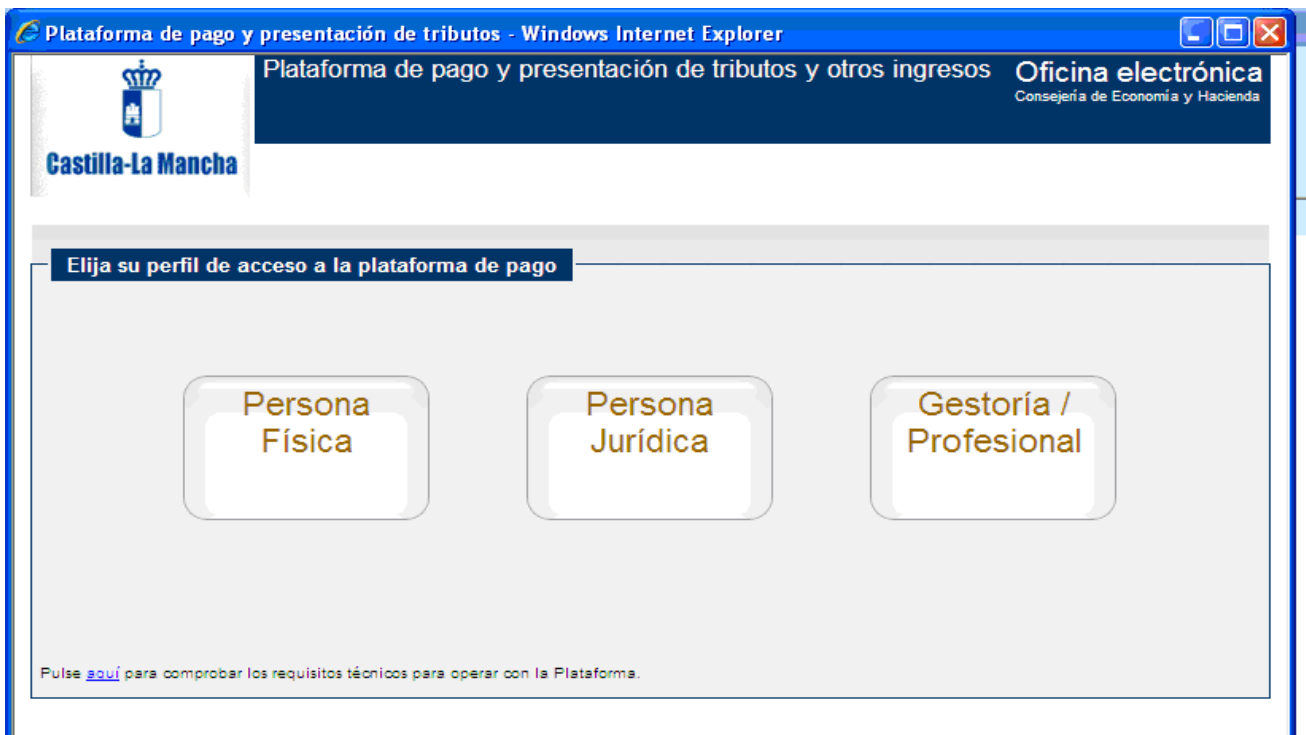 Plataforma de pago y presentación de tributos - Windows Internet Explorer
Plataforma de pago y presentación de tributos y otros ingresos
Oficina electrónica
Consejería de Economía y Hacienda
Castilla-La Mancha
Elija su perfil de acceso a la plataforma de pago
Persona
Física
Persona
Jurídica
Gestoría /
Profesional
Pulse aquí para comprobar los requisitos técnicos para operar con la Plataforma.